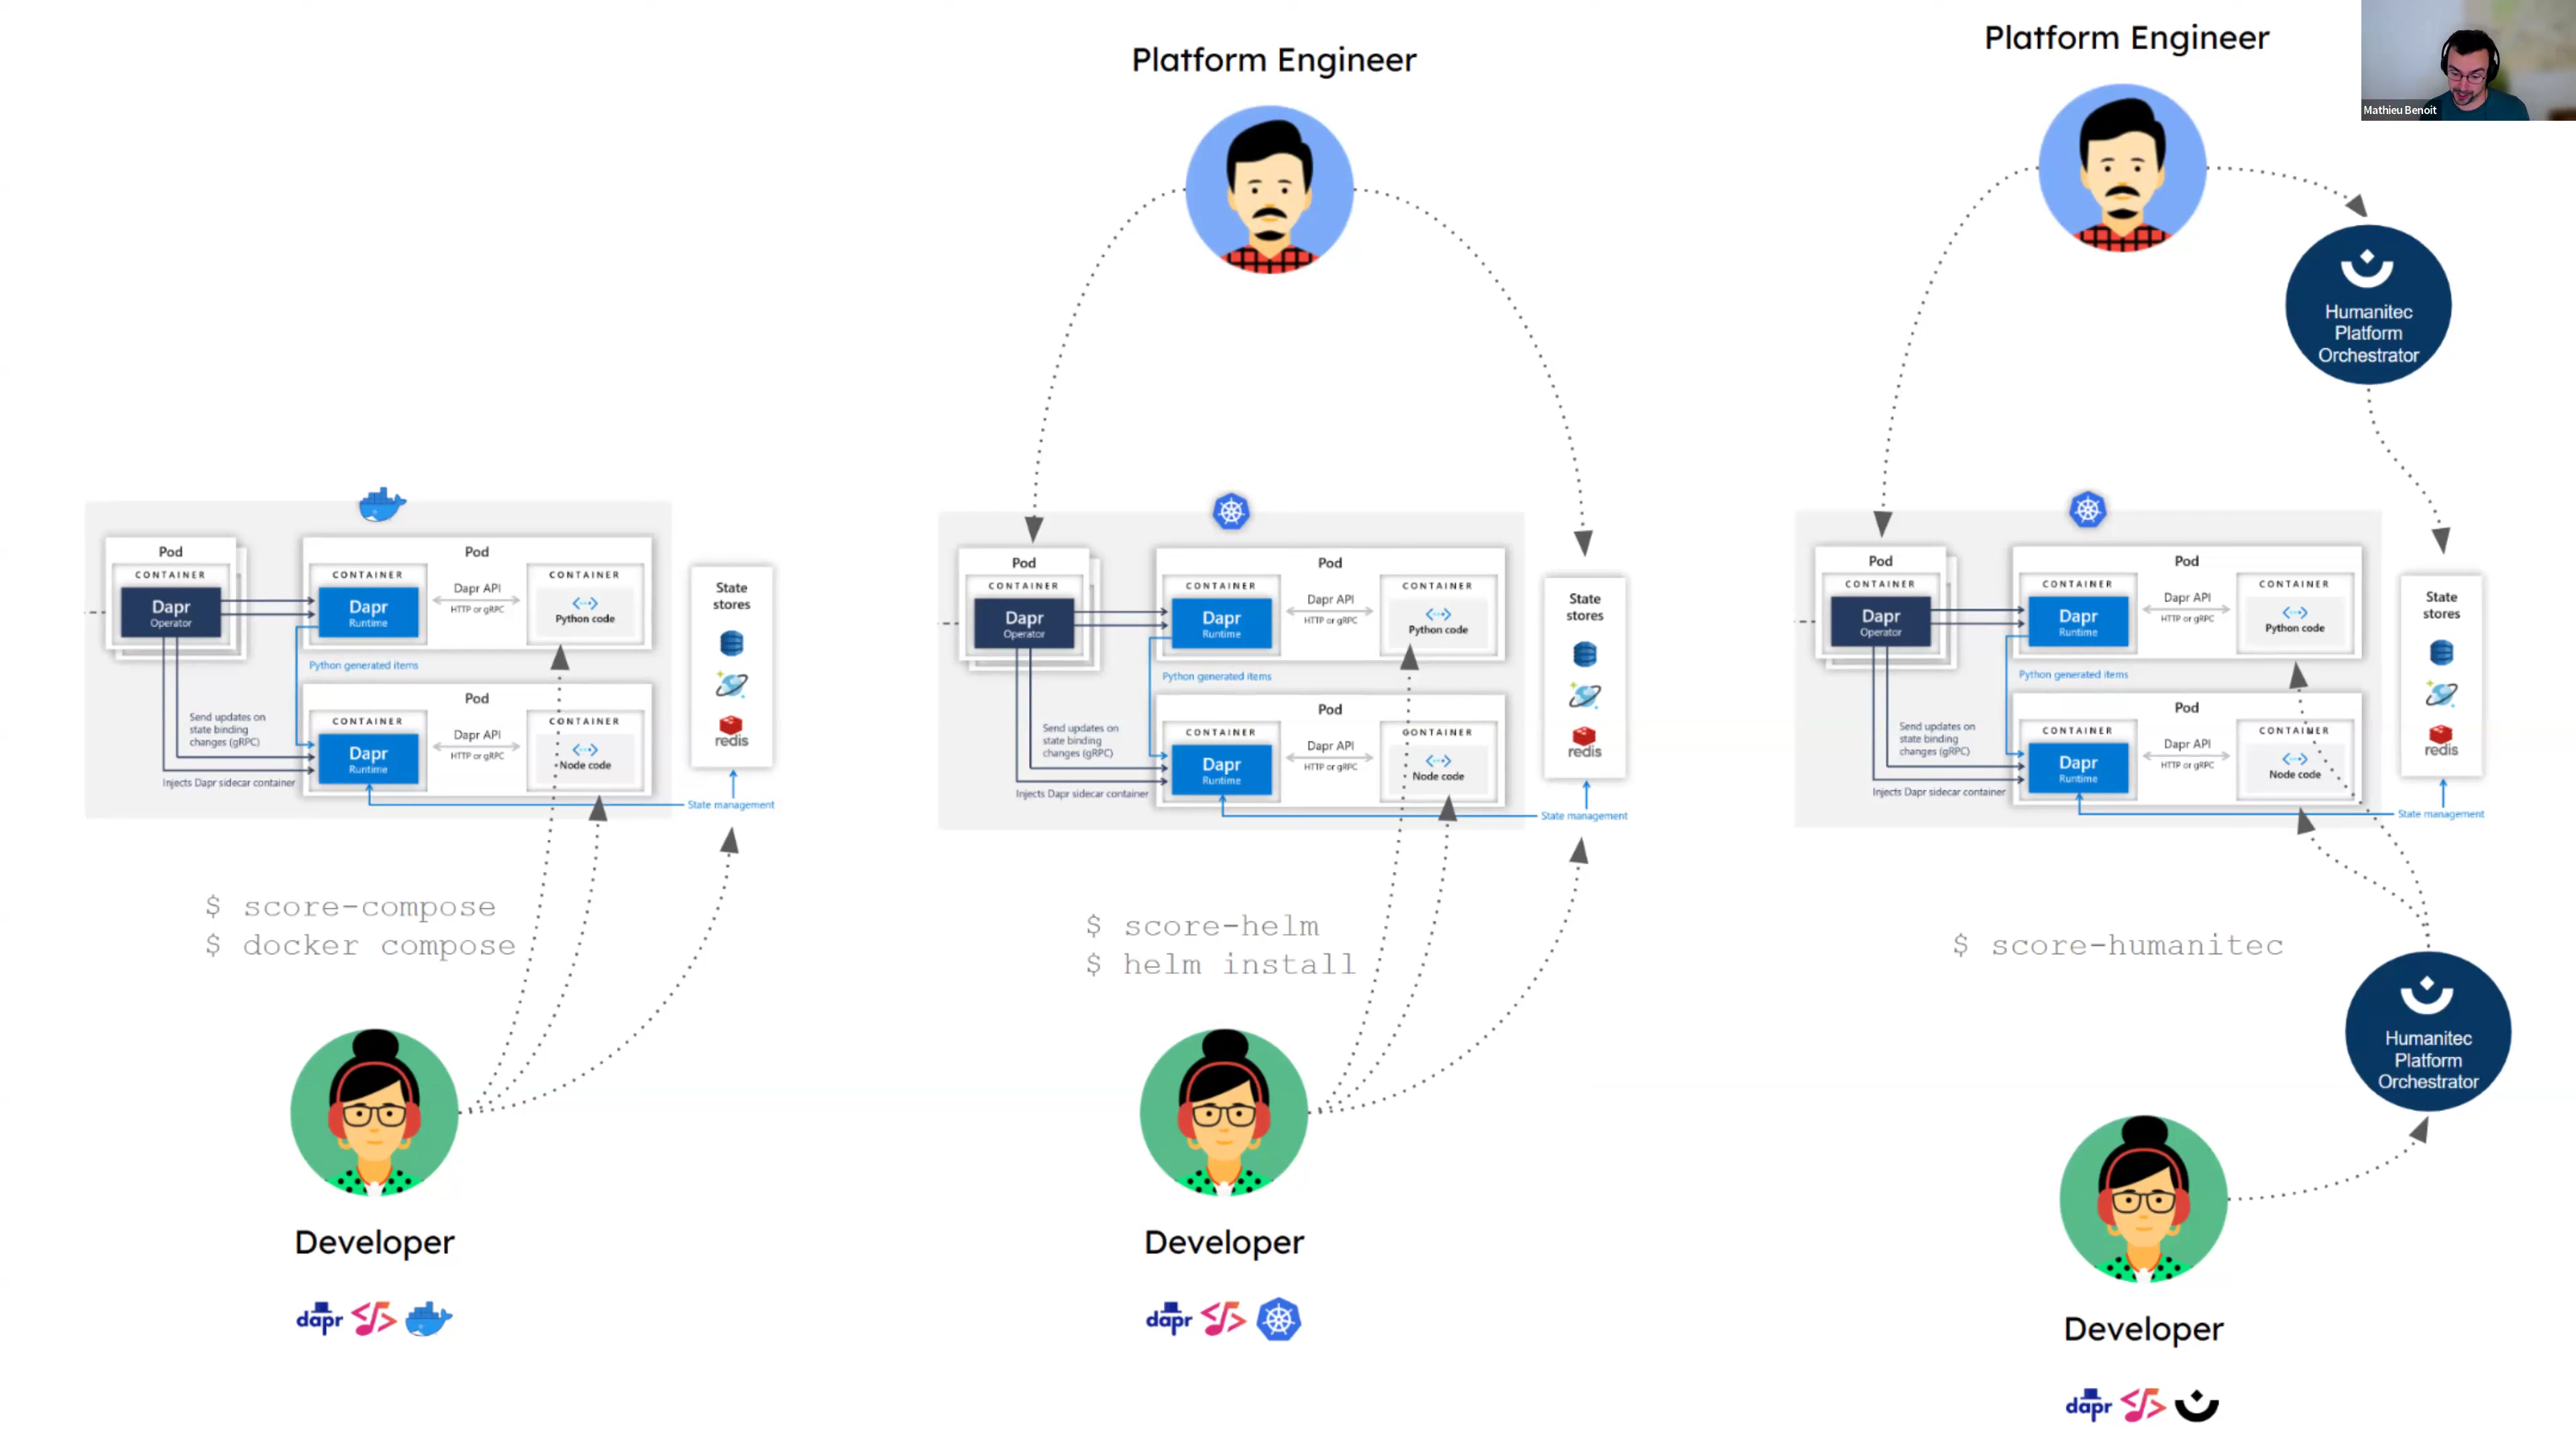 Platform Engineer
Platform Engineer
Mathieu Benoit
Humanitec
Platform
Orchestrator
Pod
CONTAINER
Dapr
Operator
Pod
CONTAINER
Dapr
Runtime
Dapr API
HTTP or gRPC
CONTAINER
Python code
Python generated items
Pod
CONTAINER
Dapr
Runtime
Dapr API
HTTP or gRPC
CONTAINER
Node code
Send updates on
state binding
changes (gRPC)
Injects Dapr sidecar container
State
stores
redis
State management
$ score-compose
$ docker compose
Developer
dapr
Pod
CONTAINER
Dapr
Operator
Pod
CONTAINER
Dapr
Runtime
Dapr API
HTTP or gRPC
CONTAINER
Python code
Python generated items
Pod
CONTAINER
Dapr
Runtime
Dapr API
HTTP or gRPC
CONTAINER
Node code
Send updates on
state binding
changes (gRPC)
Injects Dapr sidecar container
State
stores
redis
State management
$ score-helm
$ helm install
Developer
dapr
Pod
CONTAINER
Dapr
Operator
Pod
CONTAINER
Dapr
Runtime
Dapr API
HTTP or gRPC
CONTAINER
Python code
Python generated items
Pod
CONTAINER
Dapr
Runtime
Dapr API
HTTP or gRPC
CONTAINER
Node code
Send updates on
state binding
changes (gRPC)
Injects Dapr sidecar container
State
stores
redis
State management
$ score-humanitec
Humanitec
Platform
Orchestrator
Developer
dapr